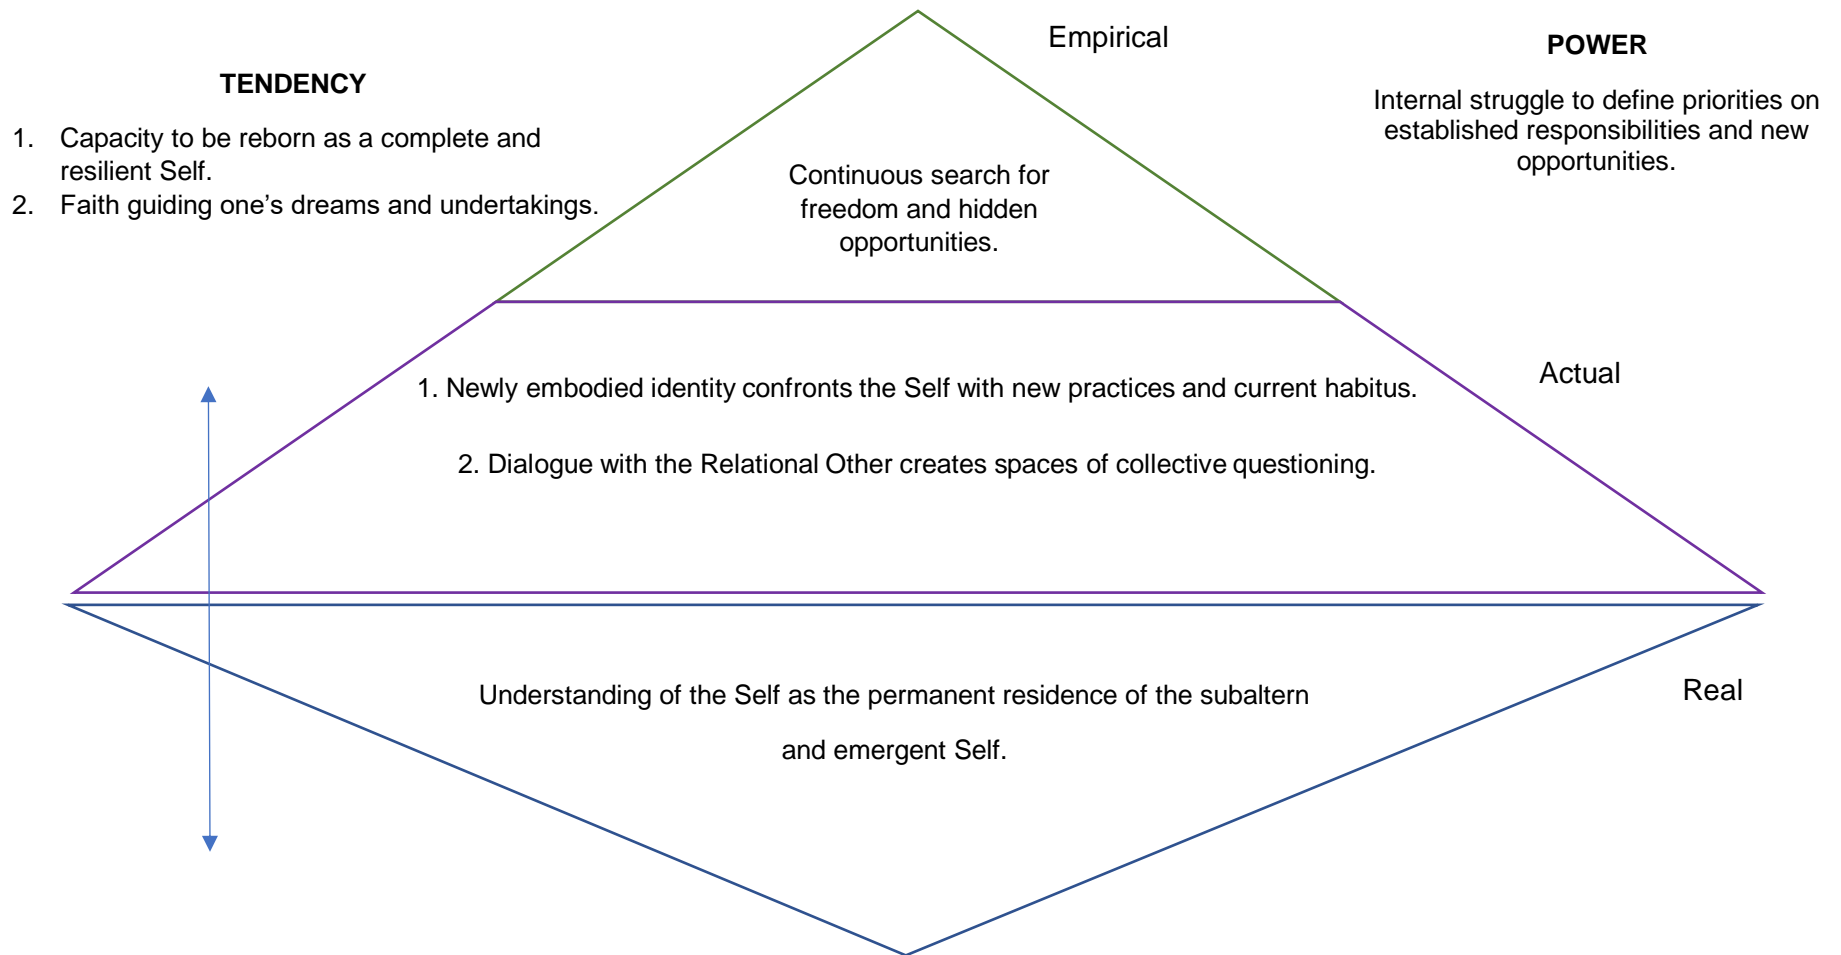 Empirical
POWER
TENDENCY
Internal struggle to define priorities on
established responsibilities and new
opportunities.
1. Capacity to be reborn as a complete and
resilient Self.
2. Faith guiding one’s dreams and undertakings.
Continuous search for
freedom and hidden
opportunities.
Actual
1. Newly embodied identity confronts the Self with new practices and current habitus.
2. Dialogue with the Relational Other creates spaces of collective questioning.
Real
Understanding of the Self as the permanent residence of the subaltern
and emergent Self.